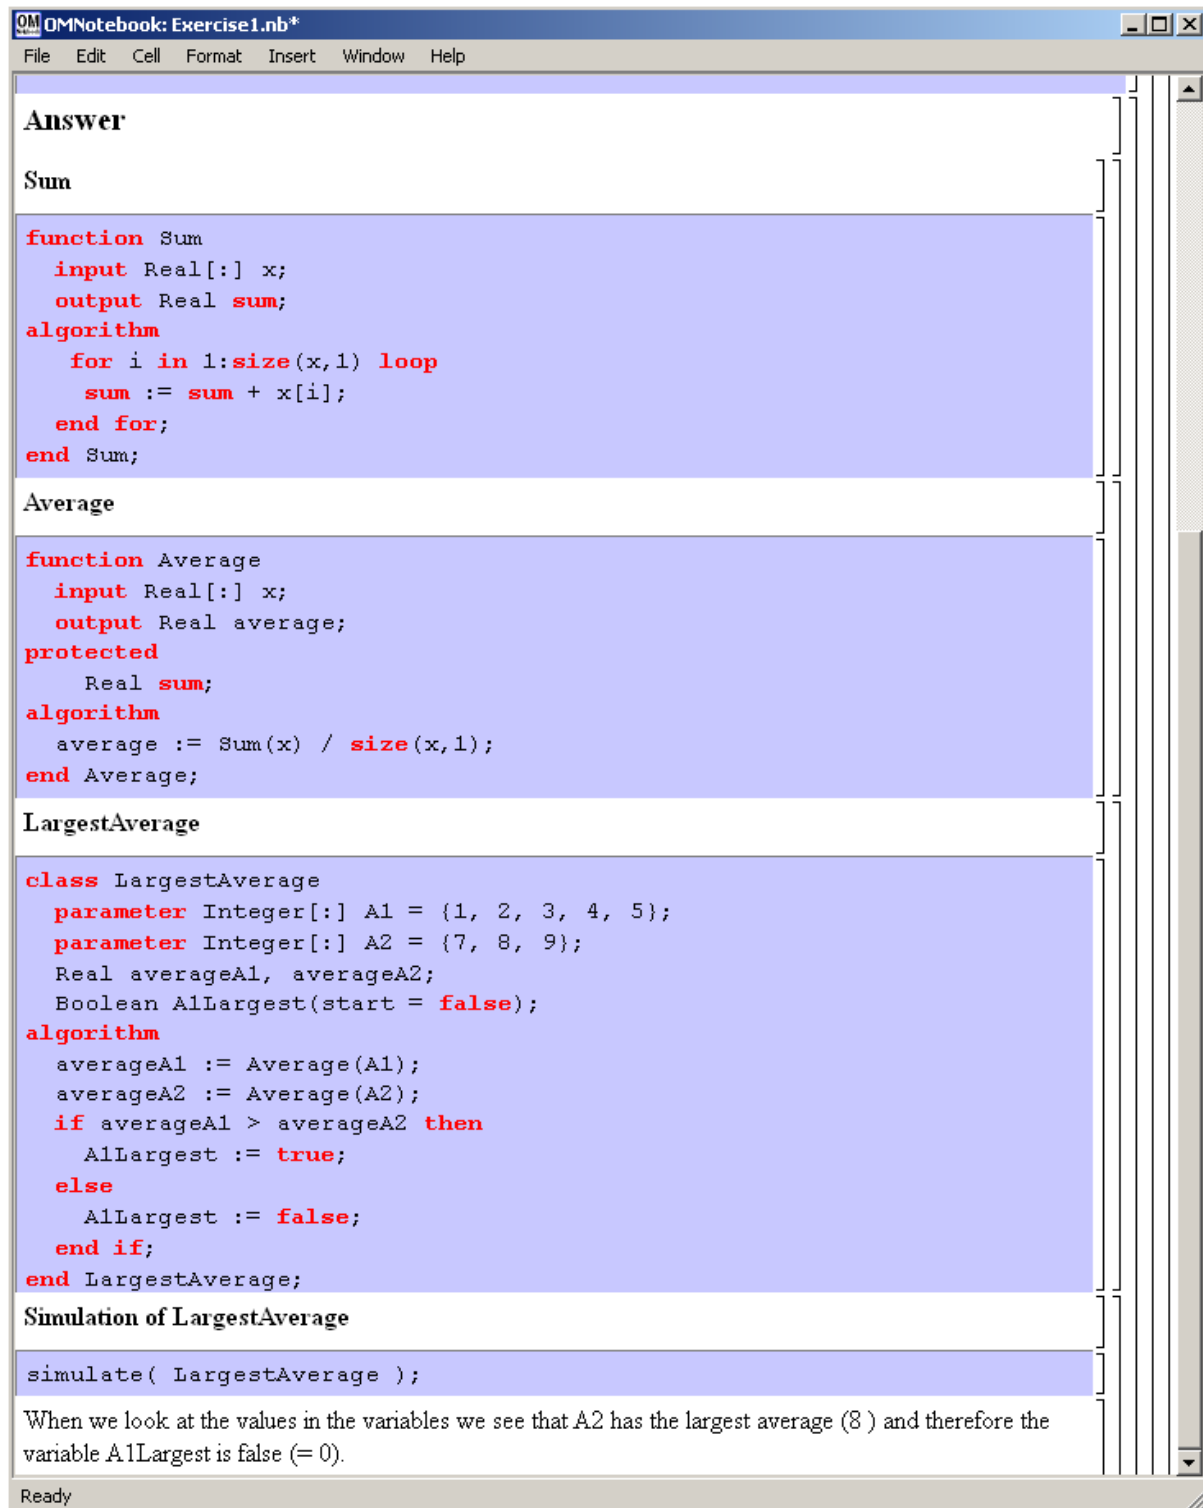 OMNotebook: Exercise1.nb*
File Edit Cell Format Insert Window Help
Answer
Sum
function Sum
input Real[:] x;
output Real sum;
algorithm
for i in 1:size(x,1) loop
sum := sum + x[i];
end for;
end Sum;
Average
function Average
input Real[:] x;
output Real average;
protected
Real sum;
algorithm
average := Sum(x) / size(x,1);
end Average;
LargestAverage
class LargestAverage
parameter Integer[:] A1 = {1, 2, 3, 4, 5};
parameter Integer[:] A2 = {7, 8, 9};
Real averageA1, averageA2;
Boolean A1Largest(start = false);
algorithm
averageA1 := Average(A1);
averageA2 := Average(A2);
if averageA1 > averageA2 then
A1Largest := true;
else
A1Largest := false;
end if;
end LargestAverage;
Simulation of LargestAverage
simulate( LargestAverage );
When we look at the values in the variables we see that A2 has the largest average (8 ) and therefore the
variable A1Largest is false (= 0).
Ready